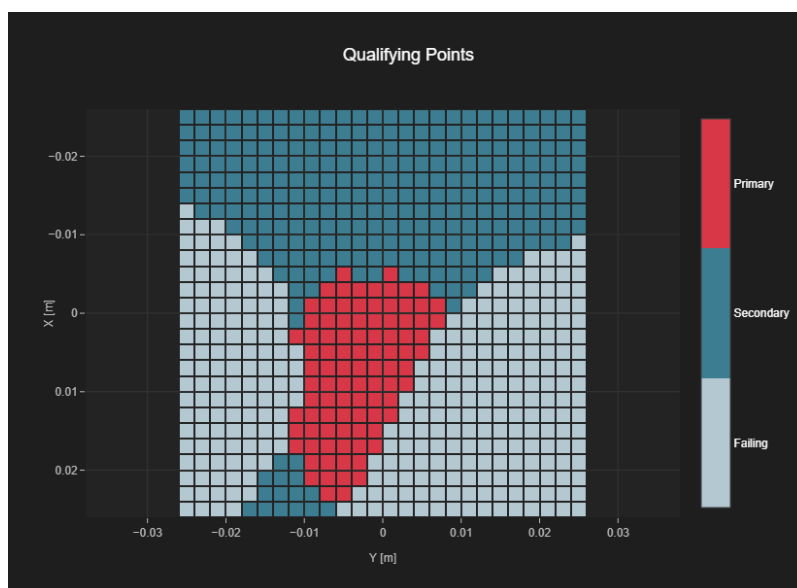 Qualifying Points
−0.02
−0.01
0
0.01
0.02
X [m]
−0.03
−0.02
−0.01
0
0.01
0.02
0.03
Y [m]
Primary
Secondary
Failing